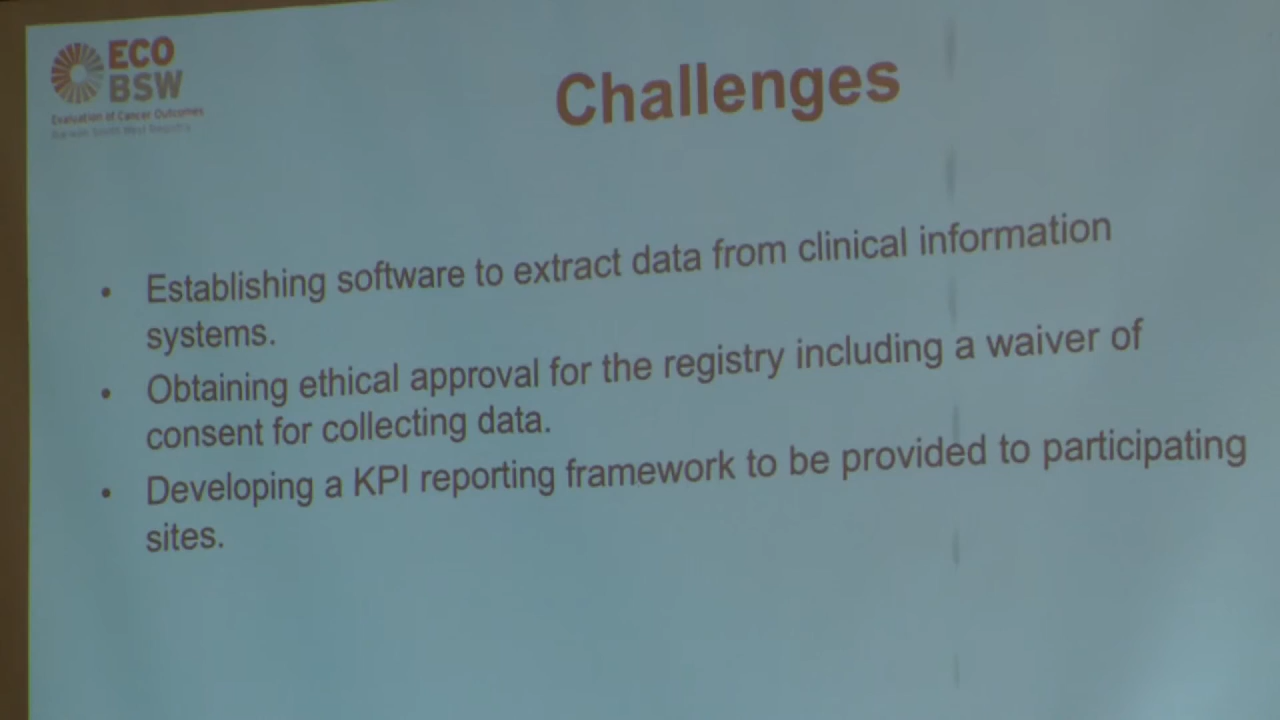 ECO
BSW
Evaluation of Cancer Outcomes
Challenges
• Establishing software to extract data from clinical information
systems.
• Obtaining ethical approval for the registry including a waiver of
consent for collecting data.
• Developing a KPI reporting framework to be provided to participating
sites.